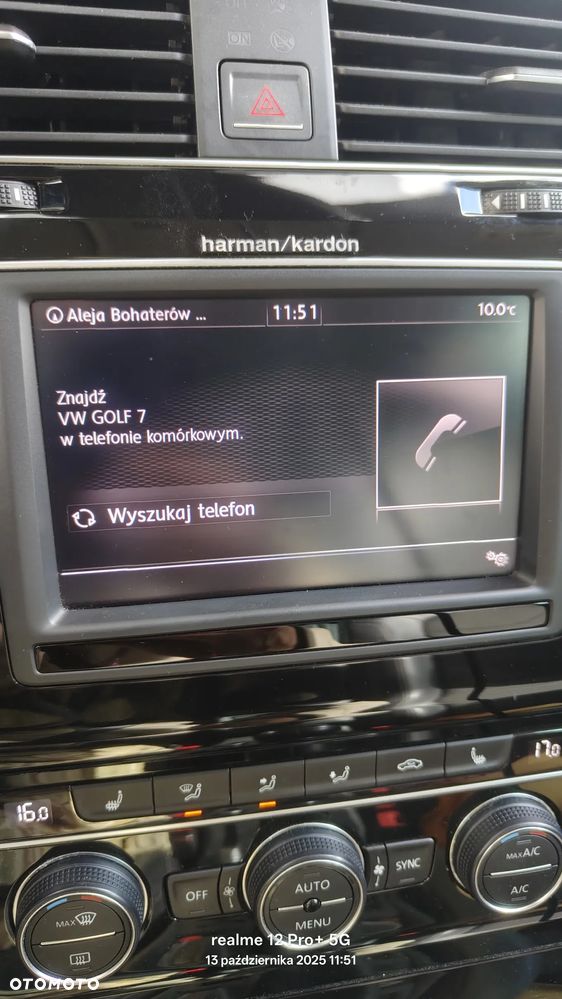 ON
harman/kardon
Aleja Bohaterów ...
11:51
10.0°C
Znajdź
VW GOLF 7
w telefonie komórkowym.
Wyszukaj telefon
16.0
17.0
OFF
AUTO
MENU
SYNC
MAX A/C
A/C
MAX
realme 12 Pro+ 5G
13 października 2025 11:51
OTOMOTO